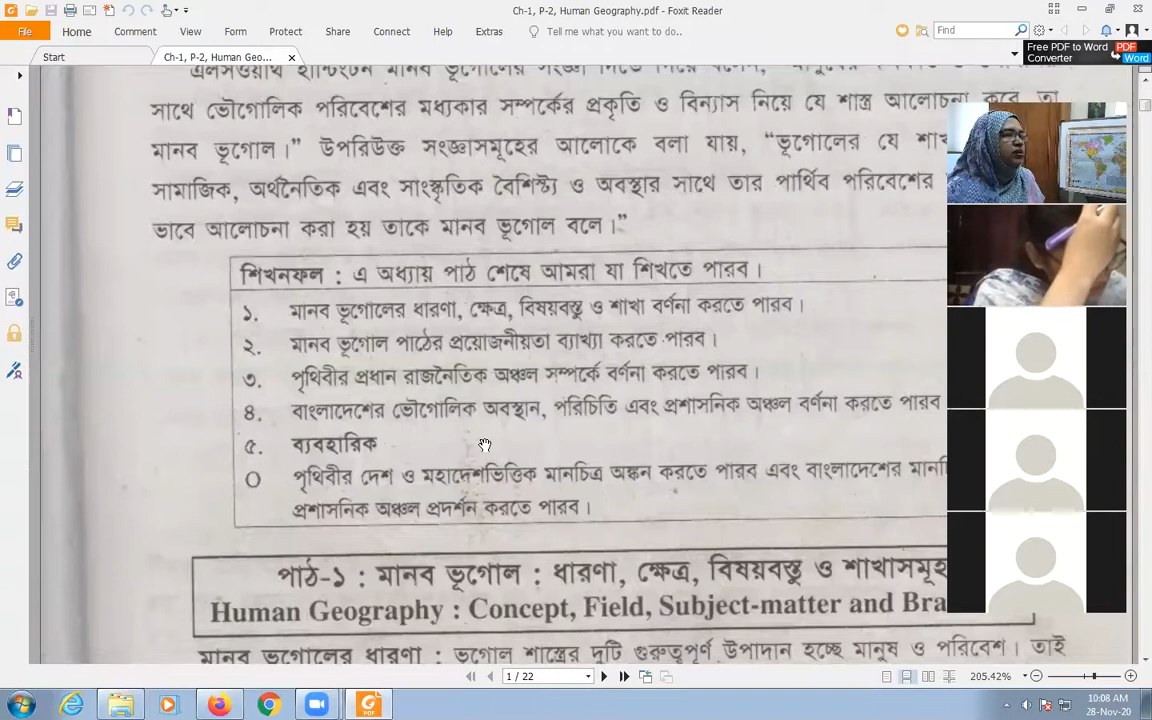 Ch-1, P-2, Human Geography.pdf - Foxit Reader
File Home Comment View Form Protect Share Connect Help Extras Tell me what you want to do.. Find
Start Ch-1, P-2, Human Geo... Free PDF to Word Converter PDF Word
এলসওয়ার্থ হান্টিংটন মানব ভূগোলের সংজ্ঞা দিতে গিয়ে বলেন,
সাথে ভৌগোলিক পরিবেশের মধ্যকার সম্পর্কের প্রকৃতি ও বিন্যাস নিয়ে যে শাস্ত্র আলোচনা করে তা
মানব ভূগোল।” উপরিউক্ত সংজ্ঞাসমূহের আলোকে বলা যায়, “ভূগোলের যে
সামাজিক, অর্থনৈতিক এবং সাংস্কৃতিক বৈশিষ্ট্য ও অবস্থার সাথে তার পার্থিব পরিবেশের
ভাবে আলোচনা করা হয় তাকে মানব ভূগোল বলে।”
শিখনফল : এ অধ্যায় পাঠ শেষে আমরা যা শিখতে পারব।
১. মানব ভূগোলের ধারণা, ক্ষেত্র, বিষয়বস্তু ও শাখা বর্ণনা করতে পারব।
২. মানব ভূগোল পাঠের প্রয়োজনীয়তা ব্যাখ্যা করতে পারব।
৩. পৃথিবীর প্রধান রাজনৈতিক অঞ্চল সম্পর্কে বর্ণনা করতে পারব।
৪. বাংলাদেশের ভৌগোলিক অবস্থান, পরিচিতি এবং প্রশাসনিক অঞ্চল বর্ণনা করতে পারব
৫. ব্যবহারিক
O পৃথিবীর দেশ ও মহাদেশভিত্তিক মানচিত্র অঙ্কন করতে পারব এবং বাংলাদেশের
প্রশাসনিক অঞ্চল প্রদর্শন করতে পারব।
পাঠ-১ : মানব ভূগোল : ধারণা, ক্ষেত্র, বিষয়বস্তু ও শাখাসমূহ
Human Geography : Concept, Field, Subject-matter and Bra
মানব ভূগোলের ধারণা : ভূগোল শাস্ত্রের দুটি গুরুত্বপূর্ণ উপাদান হচ্ছে মানুষ ও পরিবেশ। তাই
1 / 22 205.42%
10:08 AM
28-Nov-20